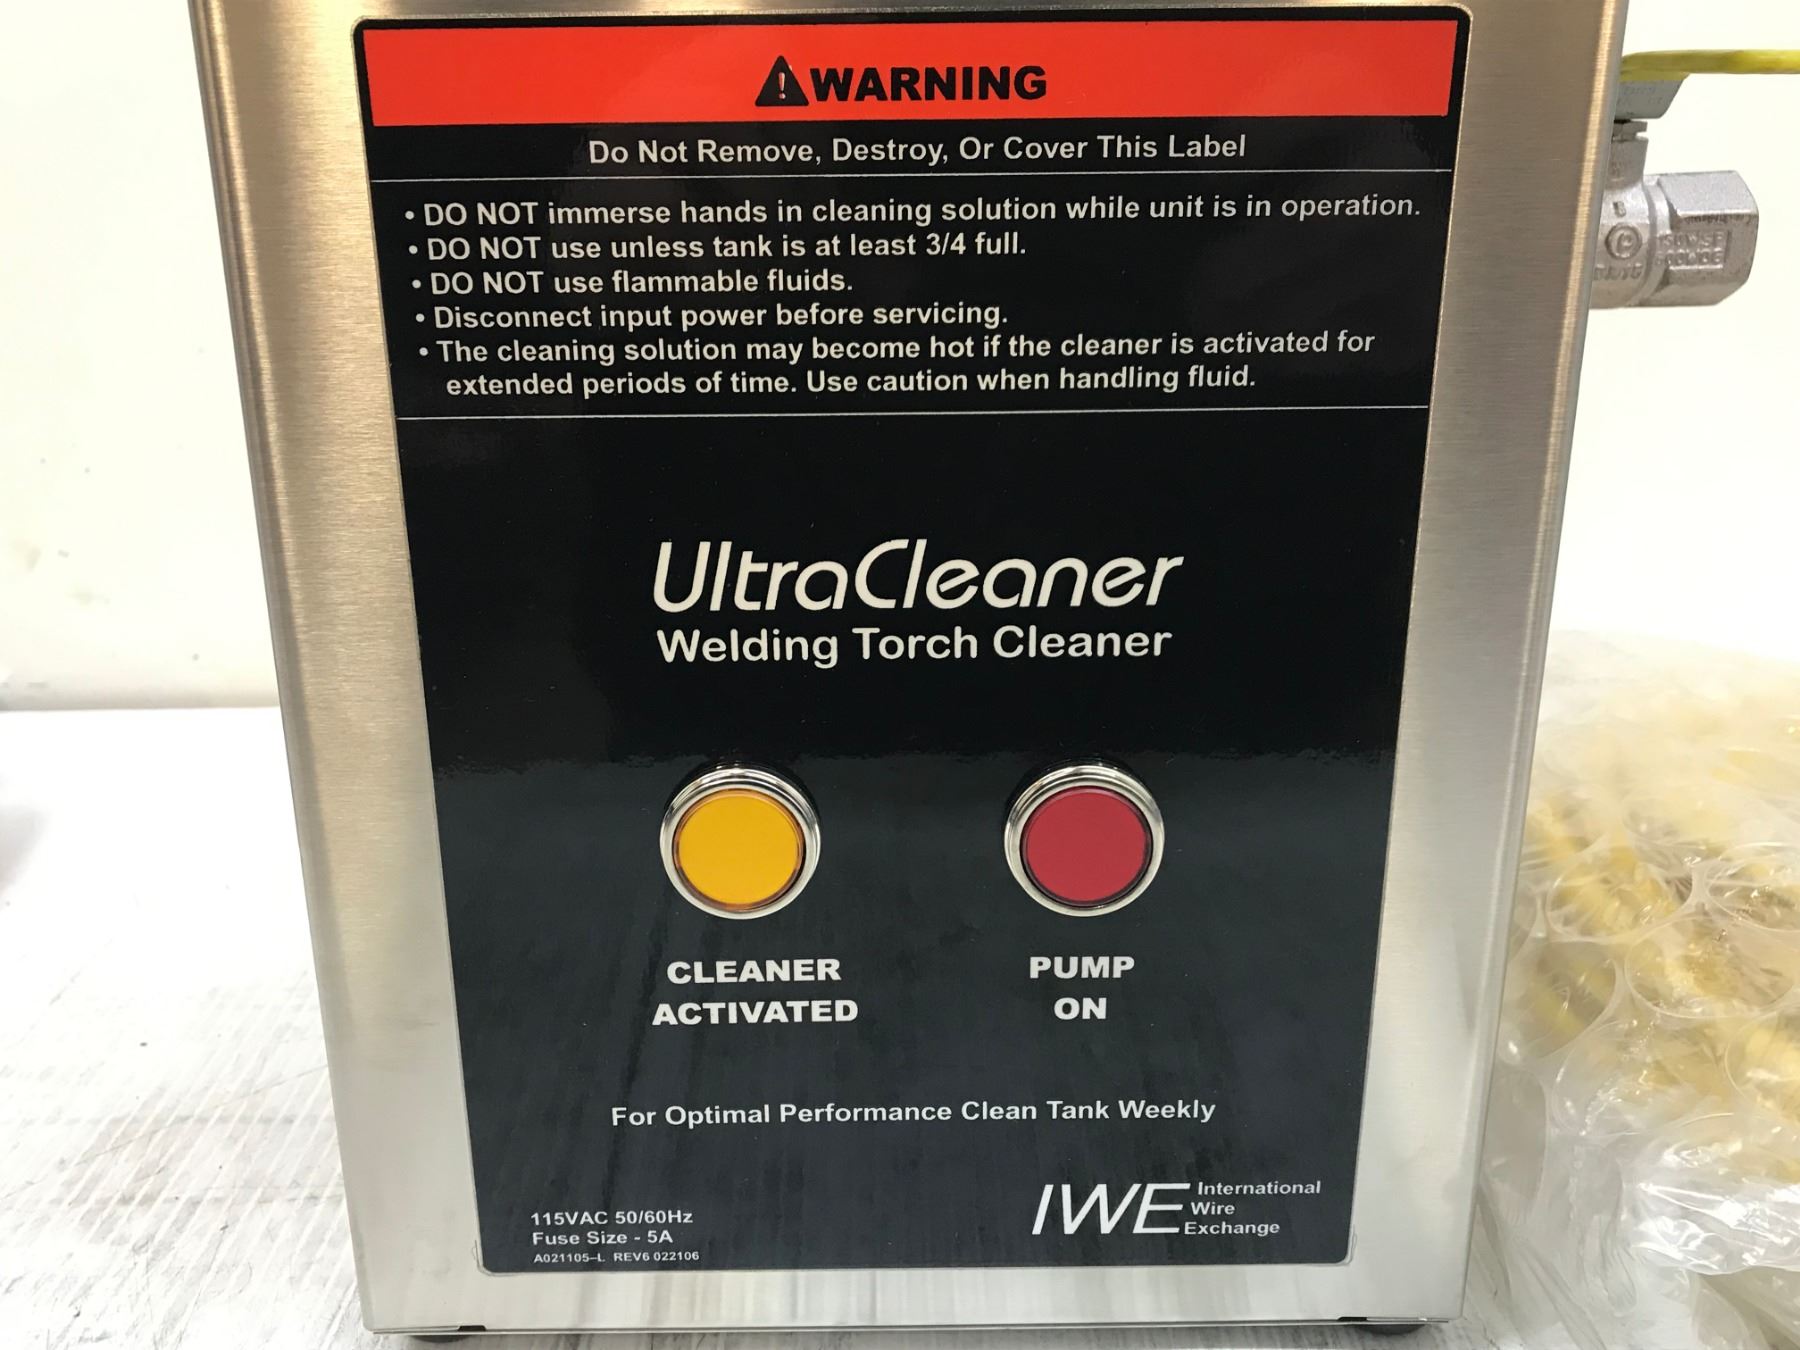 WARNING
Do Not Remove, Destroy, Or Cover This Label
• DO NOT immerse hands in cleaning solution while unit is in operation.
• DO NOT use unless tank is at least 3/4 full.
• DO NOT use flammable fluids.
• Disconnect input power before servicing.
• The cleaning solution may become hot if the cleaner is activated for
extended periods of time. Use caution when handling fluid.
UltraCleaner
Welding Torch Cleaner
CLEANER
ACTIVATED
PUMP
ON
For Optimal Performance Clean Tank Weekly
115VAC 50/60Hz
Fuse Size - 5A
A021105-L REV6 022106
IWE International
Wire
Exchange